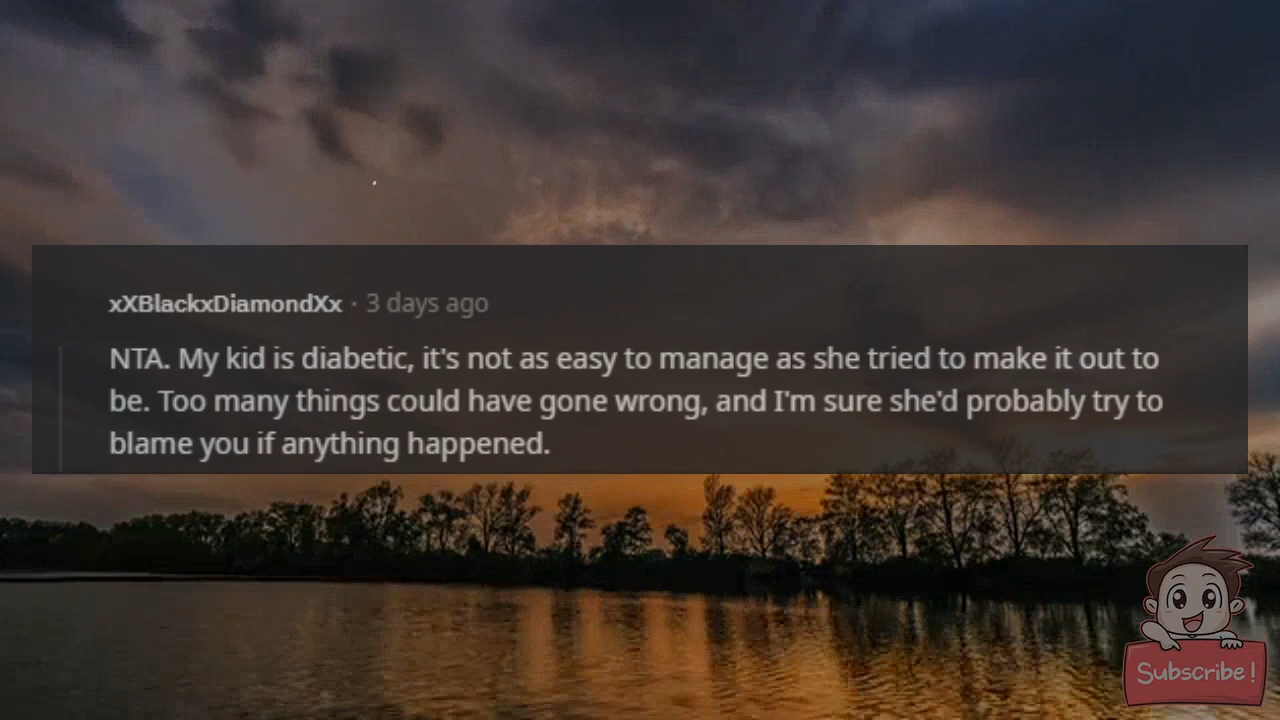 xXBlackxDiamondXx · 3 days ago
NTA. My kid is diabetic, it's not as easy to manage as she tried to make it out to
be. Too many things could have gone wrong, and I'm sure she'd probably try to
blame you if anything happened.
Subscribe!